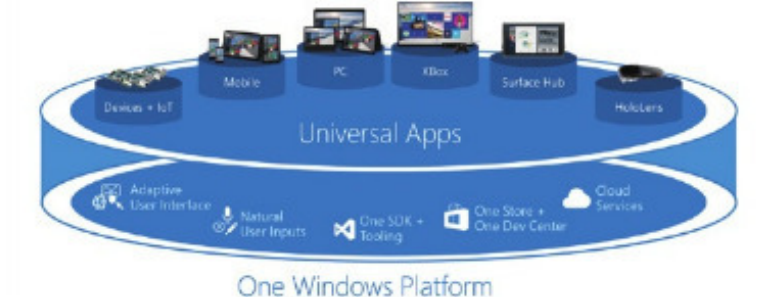 Devices + IoT
Mobile
PC
XBox
Surface Hub
HoloLens
Universal Apps
Adaptive
User Interface
Natural
User Inputs
One SDK +
Tooling
One Store +
One Dev Center
Cloud
Services
One Windows Platform